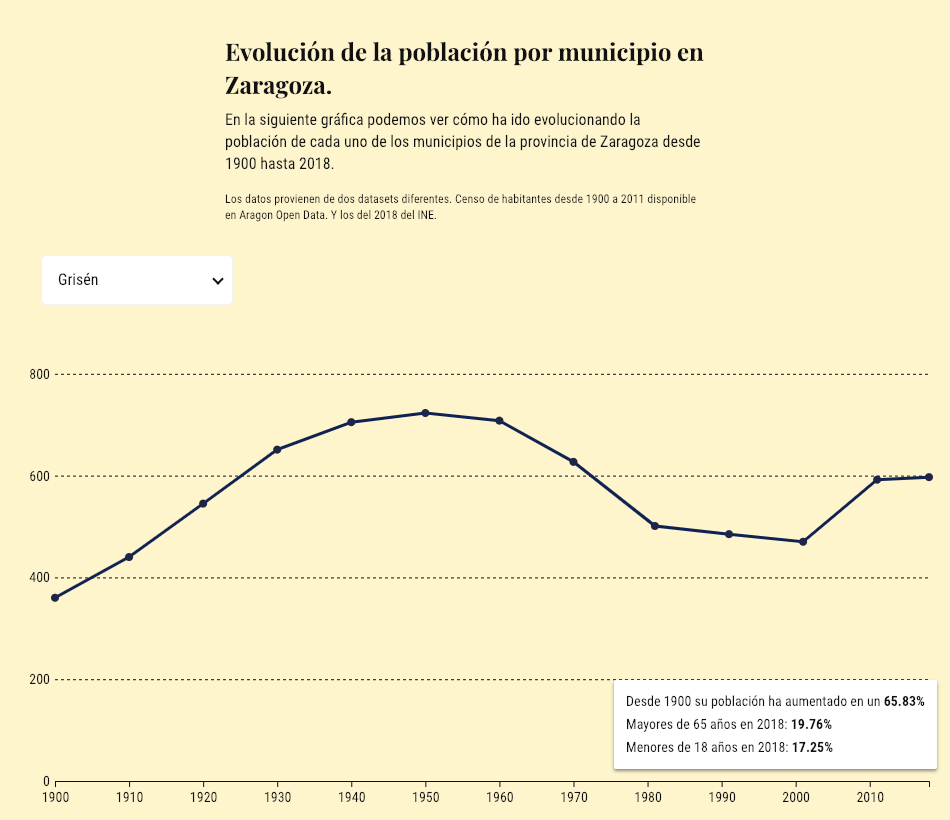 Evolución de la población por municipio en
Zaragoza.
En la siguiente gráfica podemos ver cómo ha ido evolucionando la
población de cada uno de los municipios de la provincia de Zaragoza desde
1900 hasta 2018.
Los datos provienen de dos datasets diferentes. Censo de habitantes desde 1900 a 2011 disponible
en Aragon Open Data. Y los del 2018 del INE.
Grisén
800
600
400
200
Desde 1900 su población ha aumentado en un 65.83%
Mayores de 65 años en 2018: 19.76%
Menores de 18 años en 2018: 17.25%
0
1900 1910 1920 1930 1940 1950 1960 1970 1980 1990 2000 2010